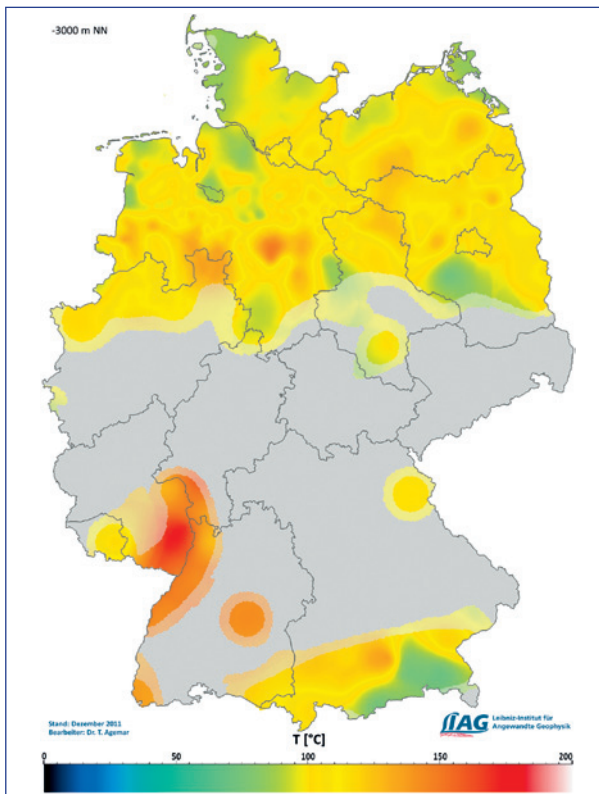 -3000 m NN
Stand: Dezember 2011
Bearbeiter: Dr. T. Agemar
LIAG Leibniz-Institut für
Angewandte Geophysik
T [°C]
0 50 100 150 200